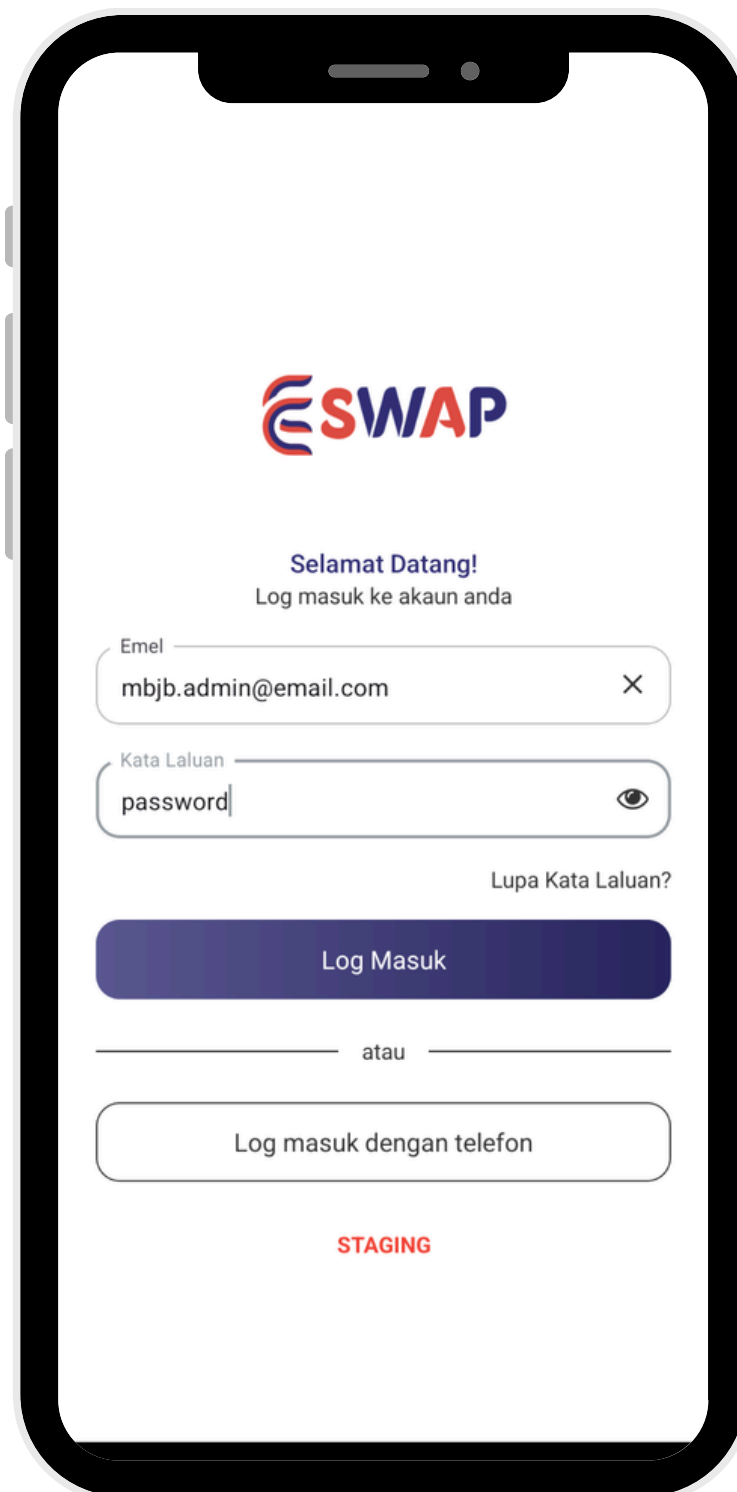 ESWAP
Selamat Datang!
Log masuk ke akaun anda
Emel
mbjb.admin@email.com
Kata Laluan
password
Lupa Kata Laluan?
Log Masuk
atau
Log masuk dengan telefon
STAGING